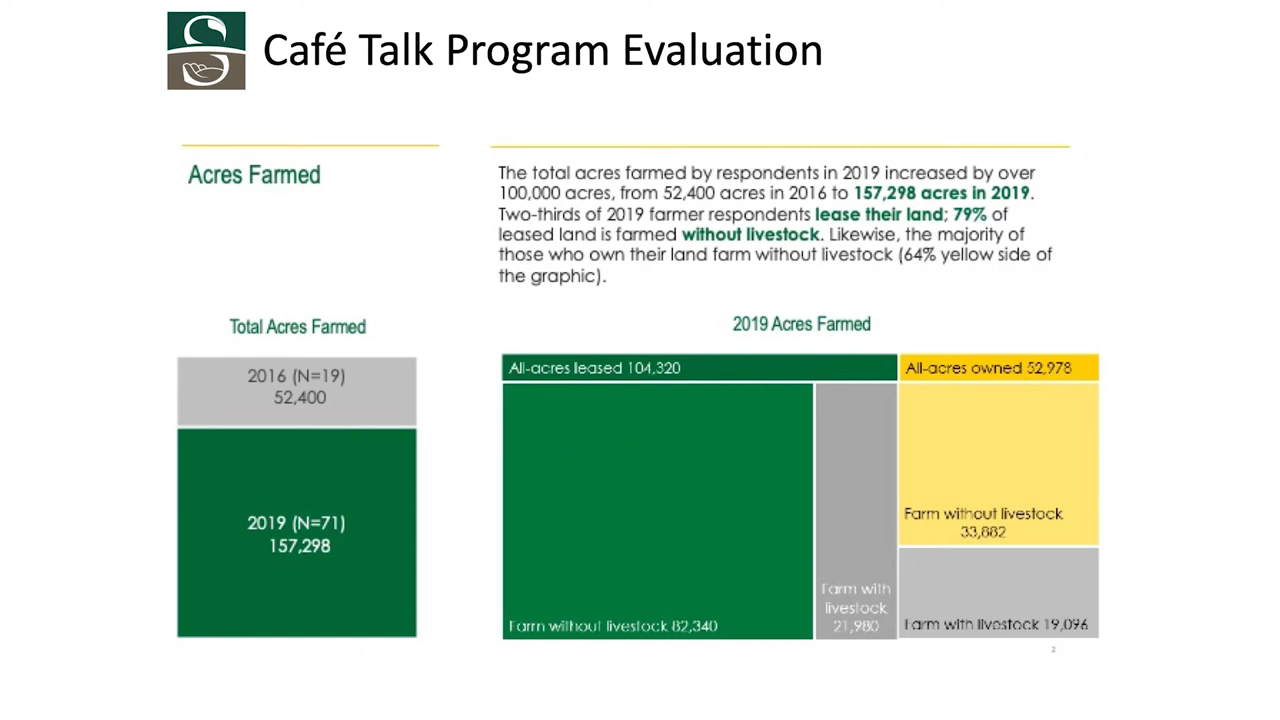 Café Talk Program Evaluation
Acres Farmed
The total acres farmed by respondents in 2019 increased by over
100,000 acres, from 52,400 acres in 2016 to 157,298 acres in 2019.
Two-thirds of 2019 farmer respondents lease their land; 79% of
leased land is farmed without livestock. Likewise, the majority of
those who own their land farm without livestock (64% yellow side of
the graphic).
Total Acres Farmed
2016 (N=19)
52,400
2019 (N=71)
157,298
2019 Acres Farmed
All-acres leased 104,320
All-acres owned 52,978
Farm without livestock 82,340
Farm with
livestock
21,980
Farm without livestock
33,882
Farm with livestock 19,096
2